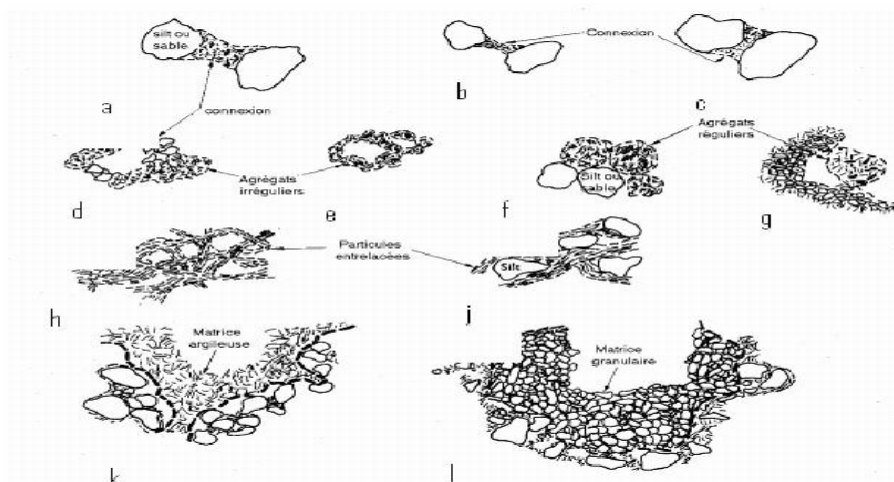 silt ou
sable
a
connexion
b
Connexion
c
d
Agrégats
irréguliers
e
Agrégats
réguliers
Silt ou
sable
f
g
h
Particules
entrelacées
Silt
j
Matrice
argileuse
k
Matrice
granulaire
l